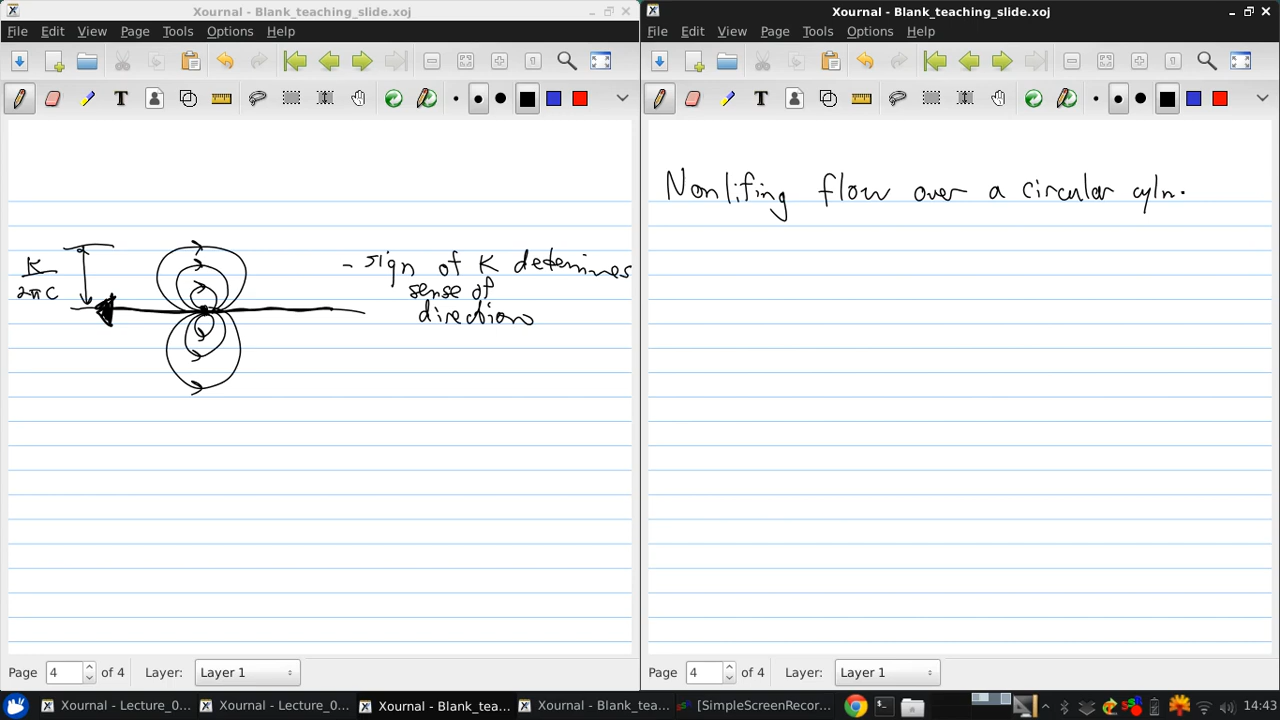 Xournal - Blank_teaching_slide.xoj
File Edit View Page Tools Options Help
K
2πC
- sign of K determines
sense of
directions
Page 4 of 4 Layer: Layer 1
Xournal - Blank_teaching_slide.xoj
File Edit View Page Tools Options Help
Nonlifing flow over a circular cyln.
Page 4 of 4 Layer: Layer 1
Xournal - Lecture_0... Xournal - Lecture_0... Xournal - Blank_tea... Xournal - Blank_tea... [SimpleScreenRecor... 14:43